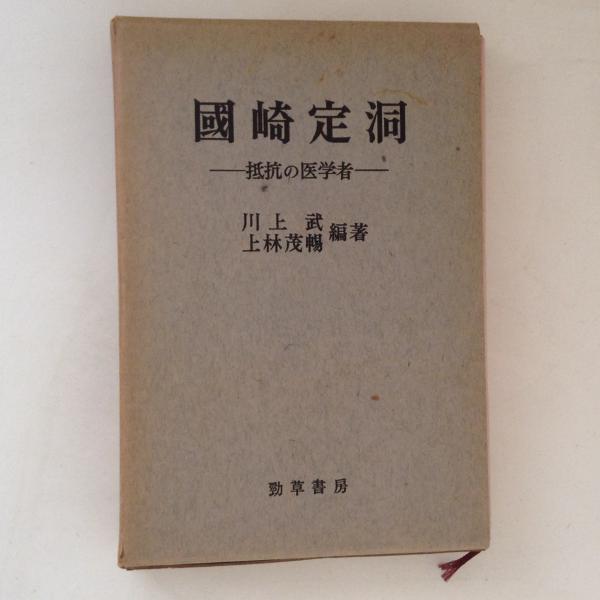 國崎定洞
—抵抗の医学者—
川上 武
上林茂暢 編著
勁草書房